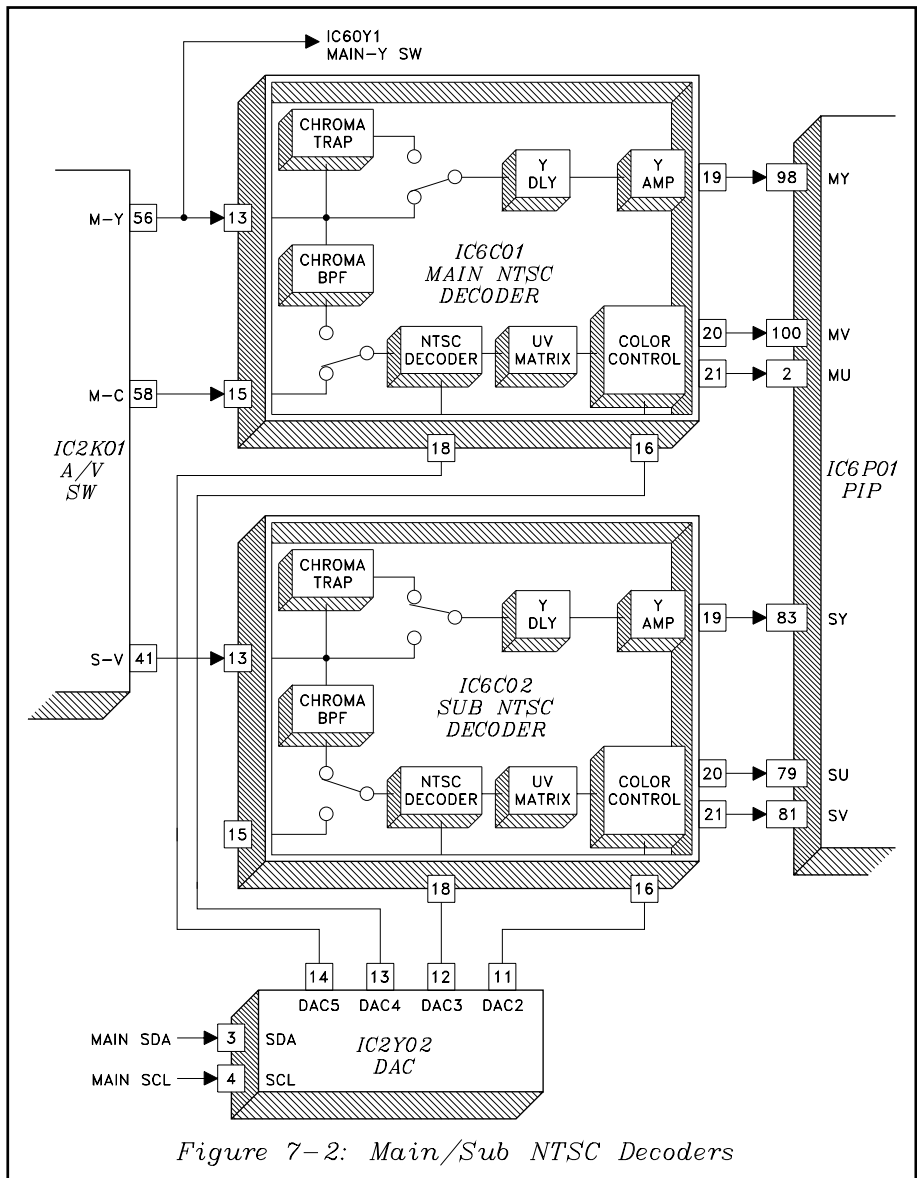 IC60Y1
MAIN-Y SW
CHROMA
TRAP
Y
DLY
Y
AMP
19
98
MY
M-Y
56
13
IC6C01
MAIN NTSC
DECODER
CHROMA
BPF
NTSC
DECODER
UV
MATRIX
COLOR
CONTROL
20
100
MV
21
2
MU
M-C
58
15
IC2K01
A/V
SW
18
16
IC6P01
PIP
CHROMA
TRAP
Y
DLY
Y
AMP
19
83
SY
S-V
41
13
IC6C02
SUB NTSC
DECODER
CHROMA
BPF
NTSC
DECODER
UV
MATRIX
COLOR
CONTROL
20
79
SU
21
81
SV
15
18
16
14
13
12
11
DAC5
DAC4
DAC3
DAC2
MAIN SDA
3
SDA
IC2Y02
DAC
MAIN SCL
4
SCL
Figure 7-2: Main/Sub NTSC Decoders